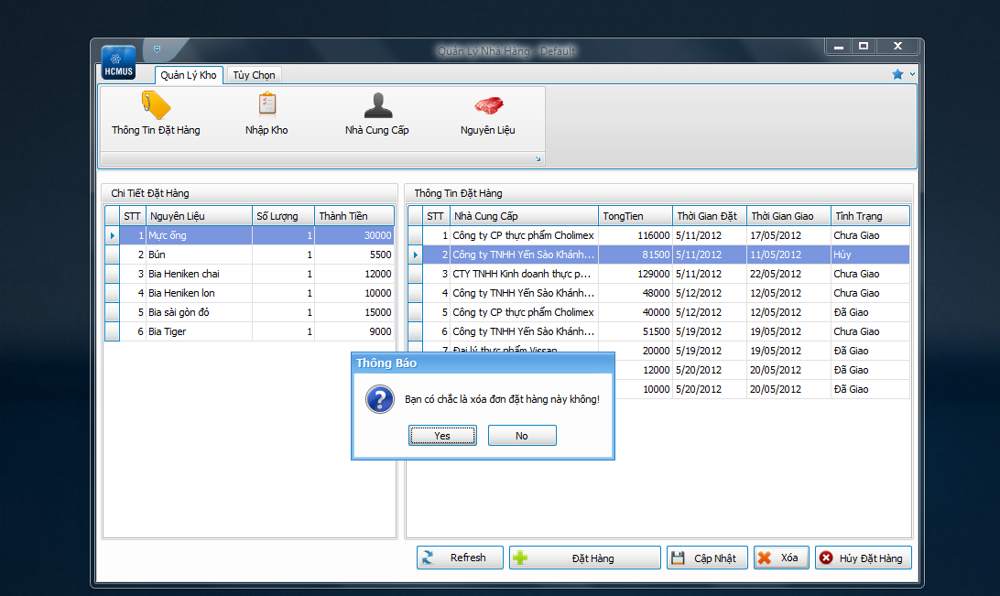 Quản Lý Nhà Hàng - Default
HCMUS
Quản Lý Kho Tùy Chọn
Thông Tin Đặt Hàng Nhập Kho Nhà Cung Cấp Nguyên Liệu
Chi Tiết Đặt Hàng
STT Nguyên Liệu Số Lượng Thành Tiền
1 Mực ống 1 30000
2 Bún 1 5500
3 Bia Heniken chai 1 12000
4 Bia Heniken lon 1 10000
5 Bia sài gòn đỏ 1 15000
6 Bia Tiger 1 9000
Thông Tin Đặt Hàng
STT Nhà Cung Cấp TongTien Thời Gian Đặt Thời Gian Giao Tình Trạng
1 Công ty CP thực phẩm Cholimex 116000 5/11/2012 17/05/2012 Chưa Giao
2 Công ty TNHH Yến Sào Khánh... 81500 5/11/2012 11/05/2012 Hủy
3 CTY TNHH Kinh doanh thực p... 129000 5/11/2012 22/05/2012 Chưa Giao
4 Công ty TNHH Yến Sào Khánh... 48000 5/12/2012 12/05/2012 Chưa Giao
5 Công ty CP thực phẩm Cholimex 40000 5/12/2012 12/05/2012 Đã Giao
6 Công ty TNHH Yến Sào Khánh... 51500 5/19/2012 19/05/2012 Chưa Giao
7 Đại lý thực phẩm Vissan 20000 5/19/2012 19/05/2012 Đã Giao
12000 5/20/2012 20/05/2012 Đã Giao
10000 5/20/2012 20/05/2012 Đã Giao
Thông Báo
Bạn có chắc là xóa đơn đặt hàng này không!
Yes No
Refresh Đặt Hàng Cập Nhật Xóa Hủy Đặt Hàng